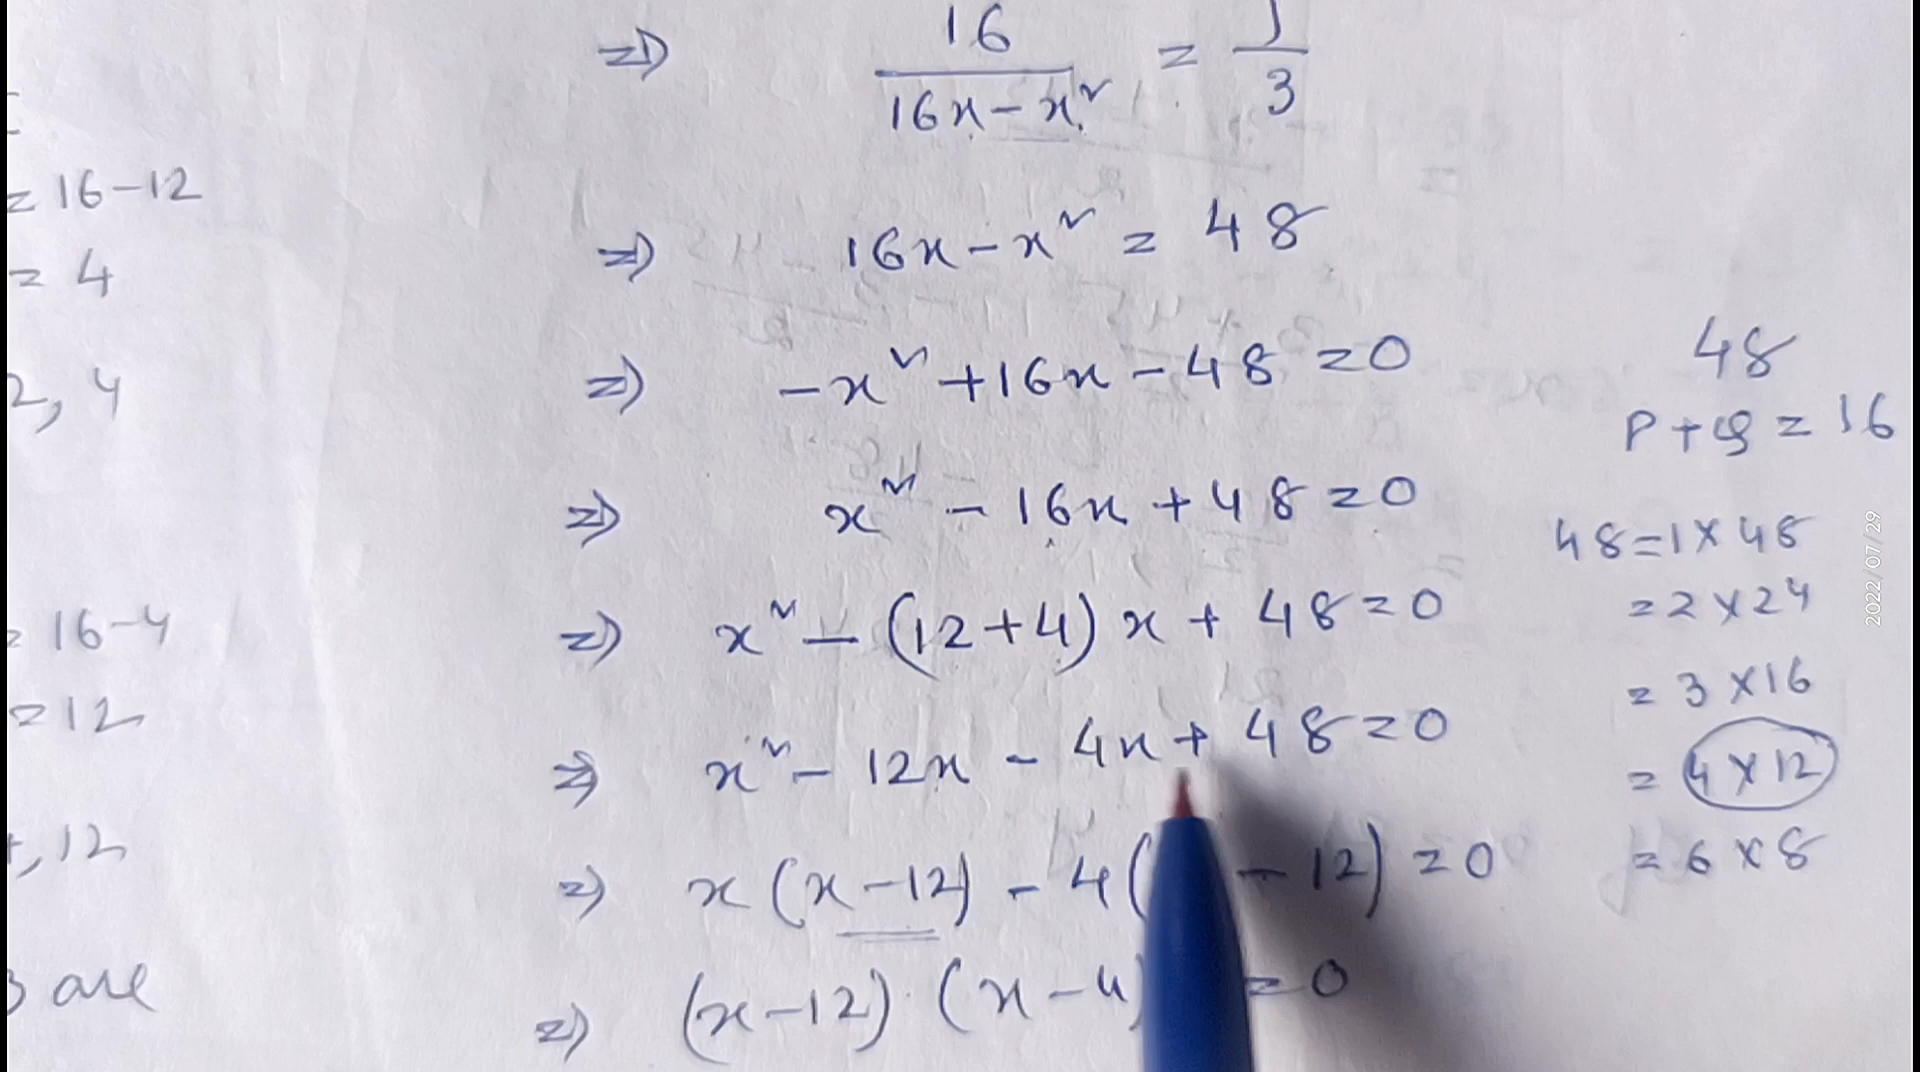 ⇒ 16/(16x-x²) = 1/3
= 16-12
⇒ 16x-x² = 48
= 4
⇒ -x²+16x-48=0
48
2, 4
P+Q=16
⇒ x²-16x+48=0
48=1×48
⇒ x²-(12+4)x+48=0
=2×24
= 16-4
=3×16
⇒ x²-12x-4x+48=0
=12
=4×12
⇒ x(x-12)-4( -12)=0
=6×8
, 12
⇒ (x-12)(x-4)=0
3 are
2022/07/29